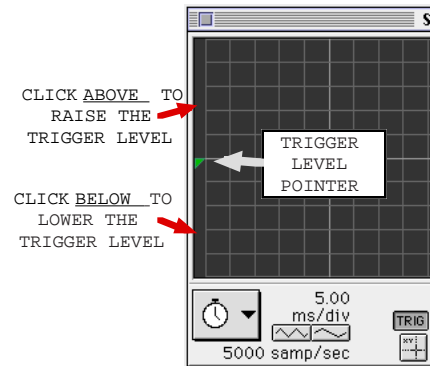 S
CLICK ABOVE TO
RAISE THE
TRIGGER LEVEL
TRIGGER
LEVEL
POINTER
CLICK BELOW TO
LOWER THE
TRIGGER LEVEL
5.00
ms/div
5000 samp/sec
TRIG
XY